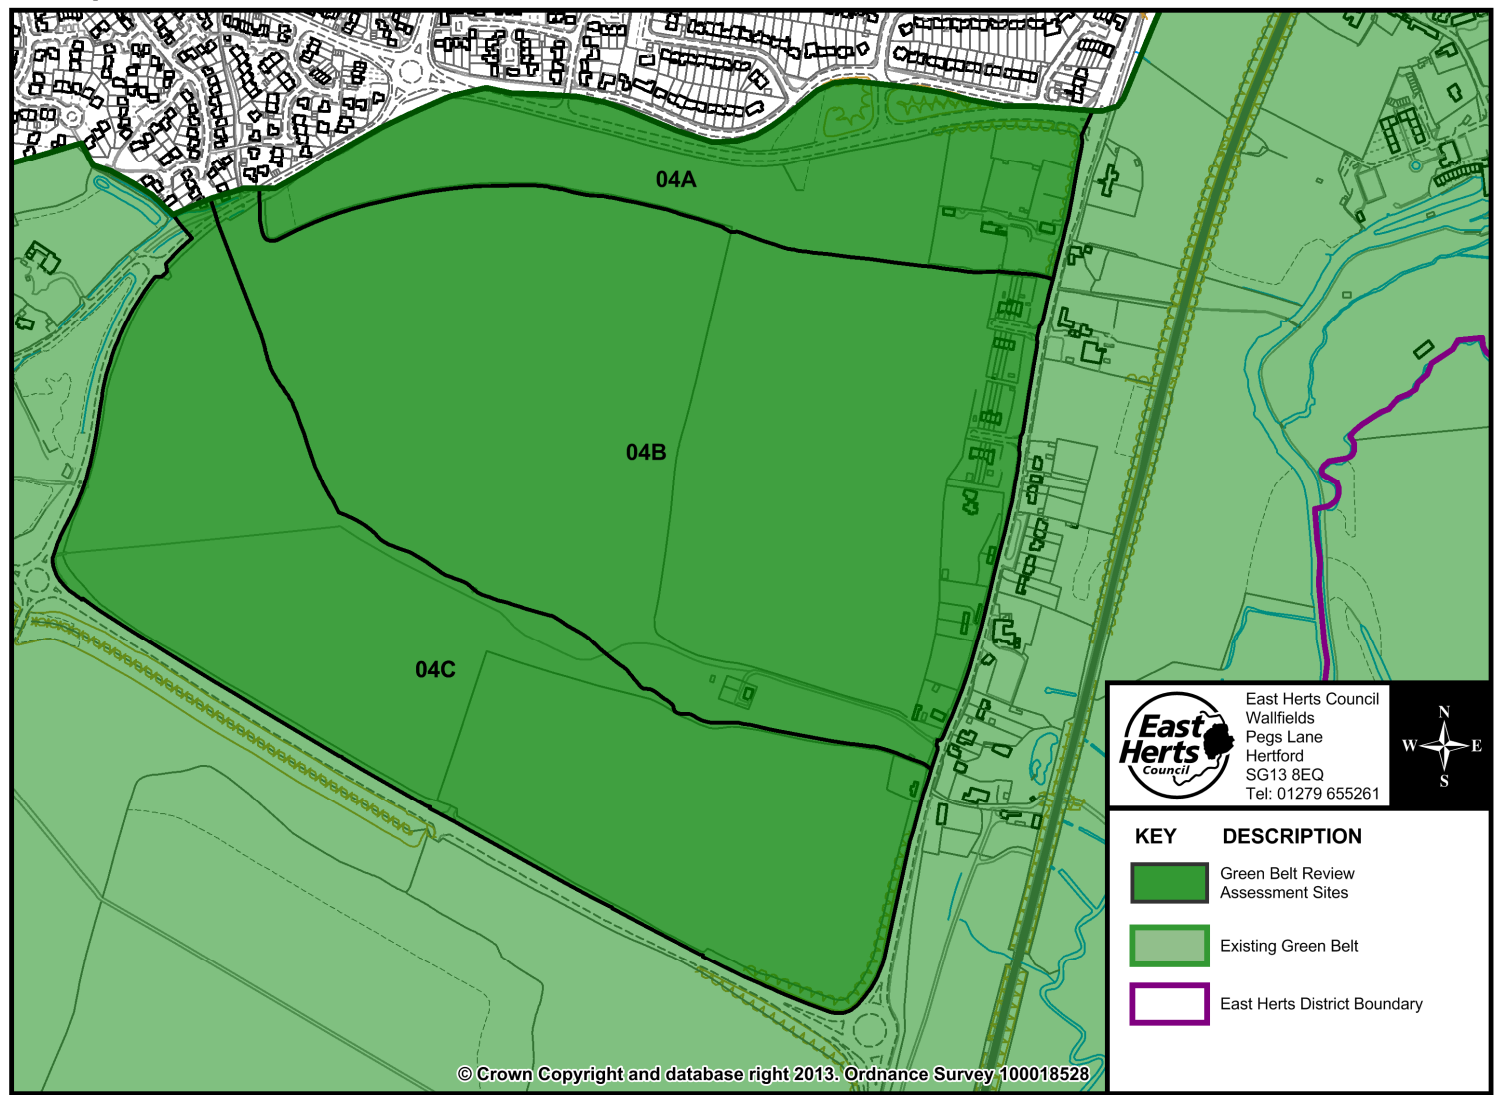 04A
04B
04C
East
Herts
Council
East Herts Council
Wallfields
Pegs Lane
Hertford
SG13 8EQ
Tel: 01279 655261
N
W E
S
KEY DESCRIPTION
Green Belt Review
Assessment Sites
Existing Green Belt
East Herts District Boundary
© Crown Copyright and database right 2013. Ordnance Survey 100018528